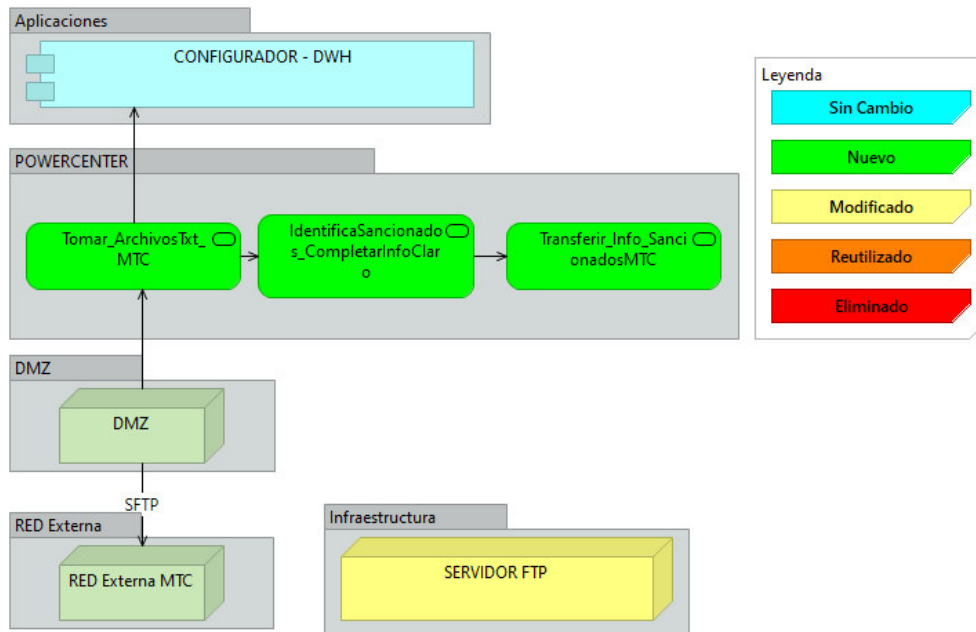 Aplicaciones
CONFIGURADOR - DWH
Leyenda
Sin Cambio
Nuevo
Modificado
Reutilizado
Eliminado
POWERCENTER
Tomar_ArchivosTxt_
MTC
IdentificaSancionado
s_CompletarInfoClar
o
Transferir_Info_Sanci
onadosMTC
DMZ
DMZ
SFTP
RED Externa
RED Externa MTC
Infraestructura
SERVIDOR FTP